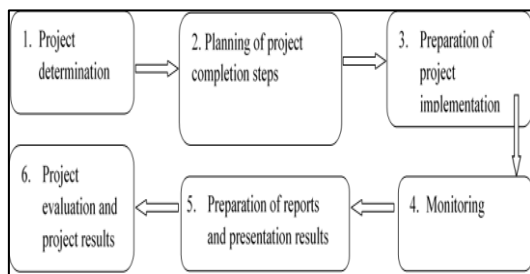 1. Project
determination
2. Planning of project
completion steps
3. Preparation of
project
implementation
4. Monitoring
5. Preparation of reports
and presentation results
6. Project
evaluation and
project results